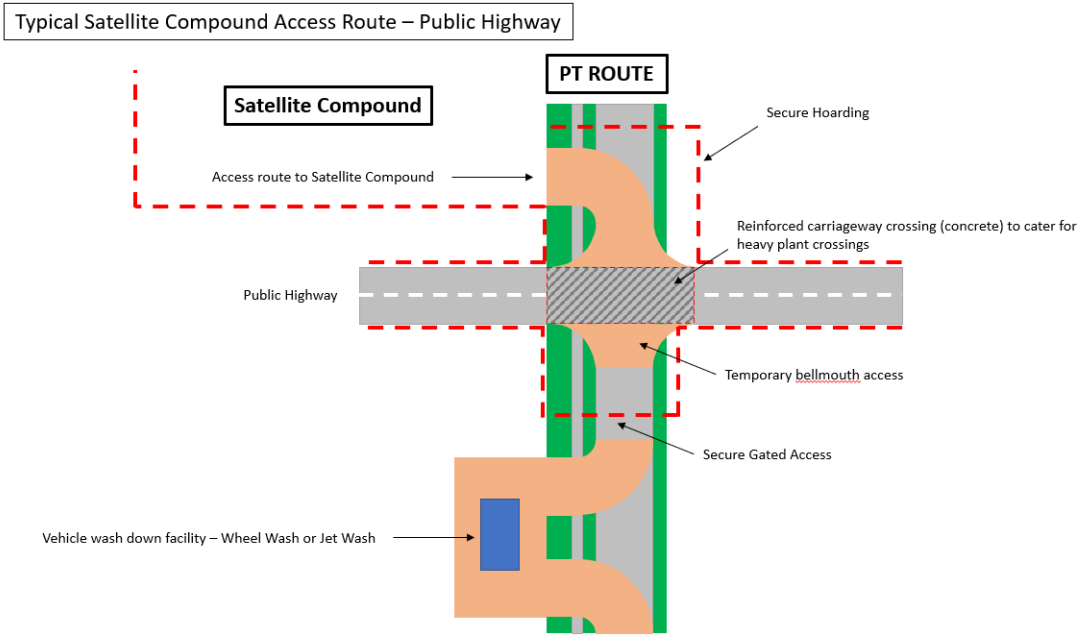 Typical Satellite Compound Access Route – Public Highway
PT ROUTE
Satellite Compound
Secure Hoarding
Access route to Satellite Compound
Reinforced carriageway crossing (concrete) to cater for
heavy plant crossings
Public Highway
Temporary bellmouth access
Secure Gated Access
Vehicle wash down facility – Wheel Wash or Jet Wash